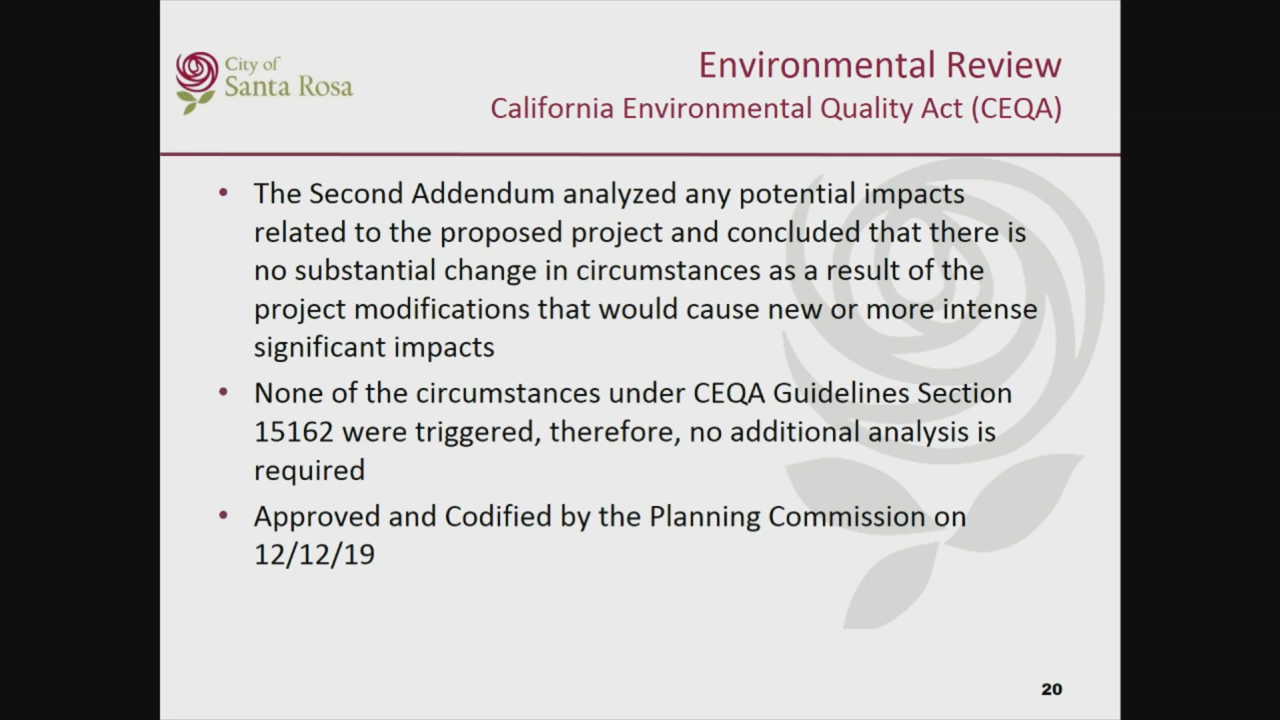 City of
Santa Rosa
Environmental Review
California Environmental Quality Act (CEQA)
• The Second Addendum analyzed any potential impacts
related to the proposed project and concluded that there is
no substantial change in circumstances as a result of the
project modifications that would cause new or more intense
significant impacts
• None of the circumstances under CEQA Guidelines Section
15162 were triggered, therefore, no additional analysis is
required
• Approved and Codified by the Planning Commission on
12/12/19
20